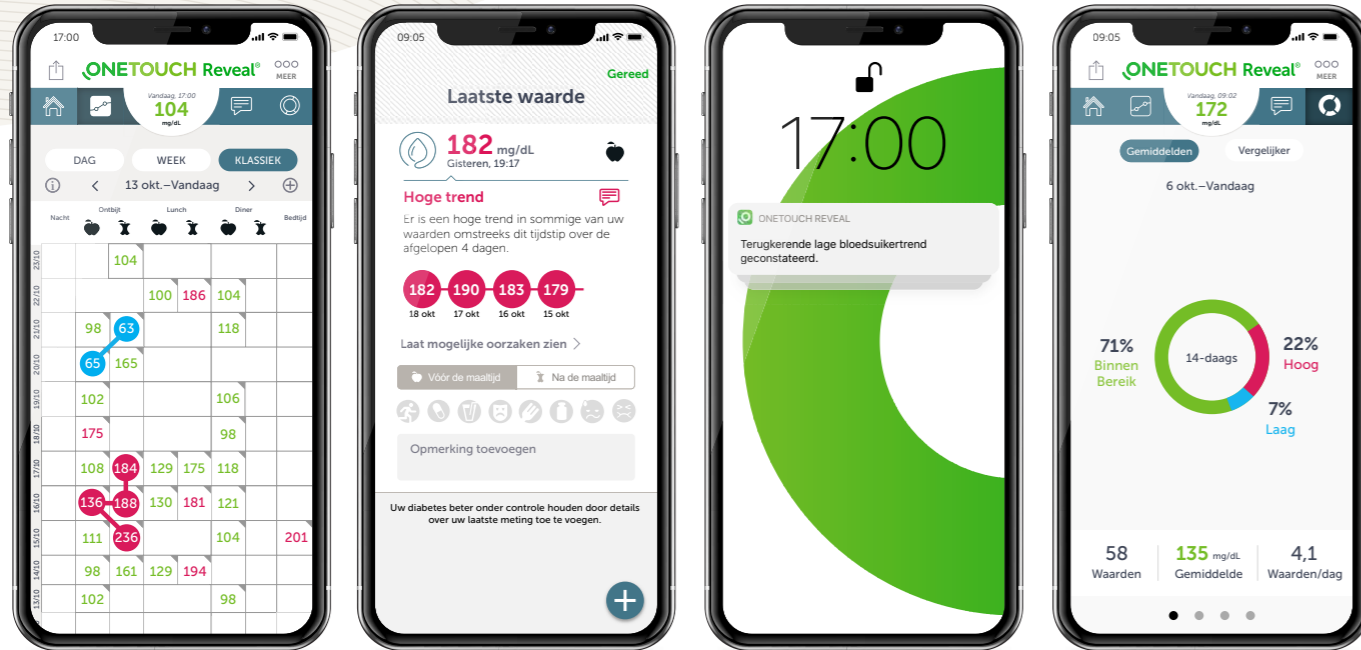 17:00
ONETOUCH Reveal®
MEER
Vandaag, 17:00
104
mg/dL
DAG WEEK KLASSIEK
13 okt.–Vandaag
Nacht Ontbijt Lunch Diner Bedtijd
23/10 104
22/10 100 186 104
21/10 98 63 118
20/10 65 165
19/10 102 106
18/10 175 98
17/10 108 184 129 175 118
16/10 136 188 130 181 121
15/10 111 236 104 201
14/10 98 161 129 194
13/10 102 98
09:05
Gereed
Laatste waarde
182 mg/dL
Gisteren, 19:17
Hoge trend
Er is een hoge trend in sommige van uw
waarden omstreeks dit tijdstip over de
afgelopen 4 dagen.
182 190 183 179
18 okt 17 okt 16 okt 15 okt
Laat mogelijke oorzaken zien >
Vóór de maaltijd Na de maaltijd
Opmerking toevoegen
Uw diabetes beter onder controle houden door details
over uw laatste meting toe te voegen.
17:00
ONETOUCH REVEAL
Terugkerende lage bloedsuikertrend
geconstateerd.
09:05
ONETOUCH Reveal®
MEER
Vandaag, 09:02
172
mg/dL
Gemiddelden Vergelijker
6 okt.–Vandaag
71%
Binnen
Bereik
14-daags
22%
Hoog
7%
Laag
58 135 mg/dL 4,1
Waarden Gemiddelde Waarden/dag